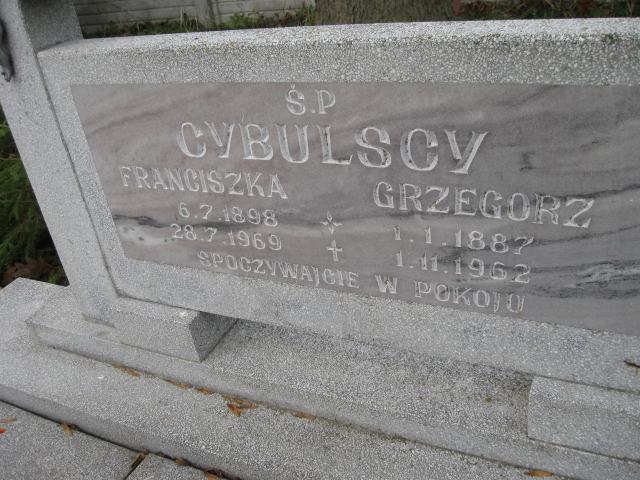 Ś.P
CYBULSCY
FRANCISZKA GRZEGORZ
6.7.1898 1.1.1887
28.7.1969 1.11.1962
SPOCZYWAJCIE W POKOJU